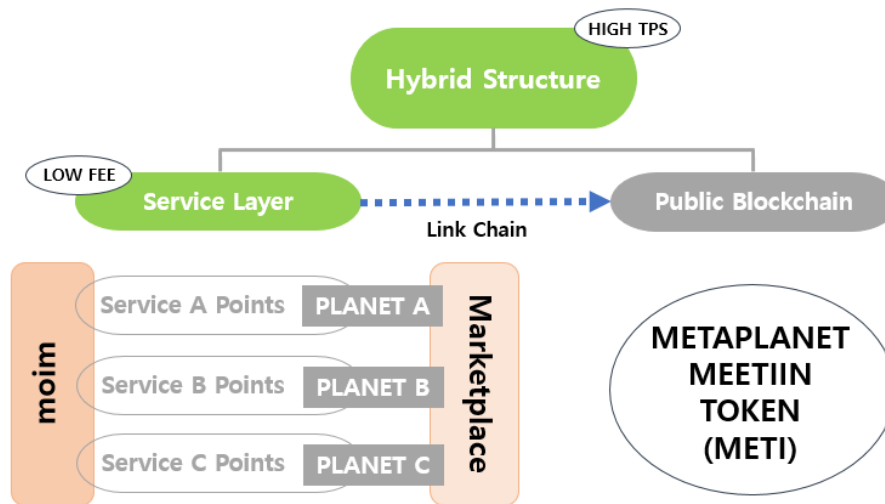 HIGH TPS
Hybrid Structure
LOW FEE
Service Layer
Public Blockchain
Link Chain
moim
Service A Points
PLANET A
Service B Points
PLANET B
Service C Points
PLANET C
Marketplace
METAPLANET
MEETIIN
TOKEN
(METI)